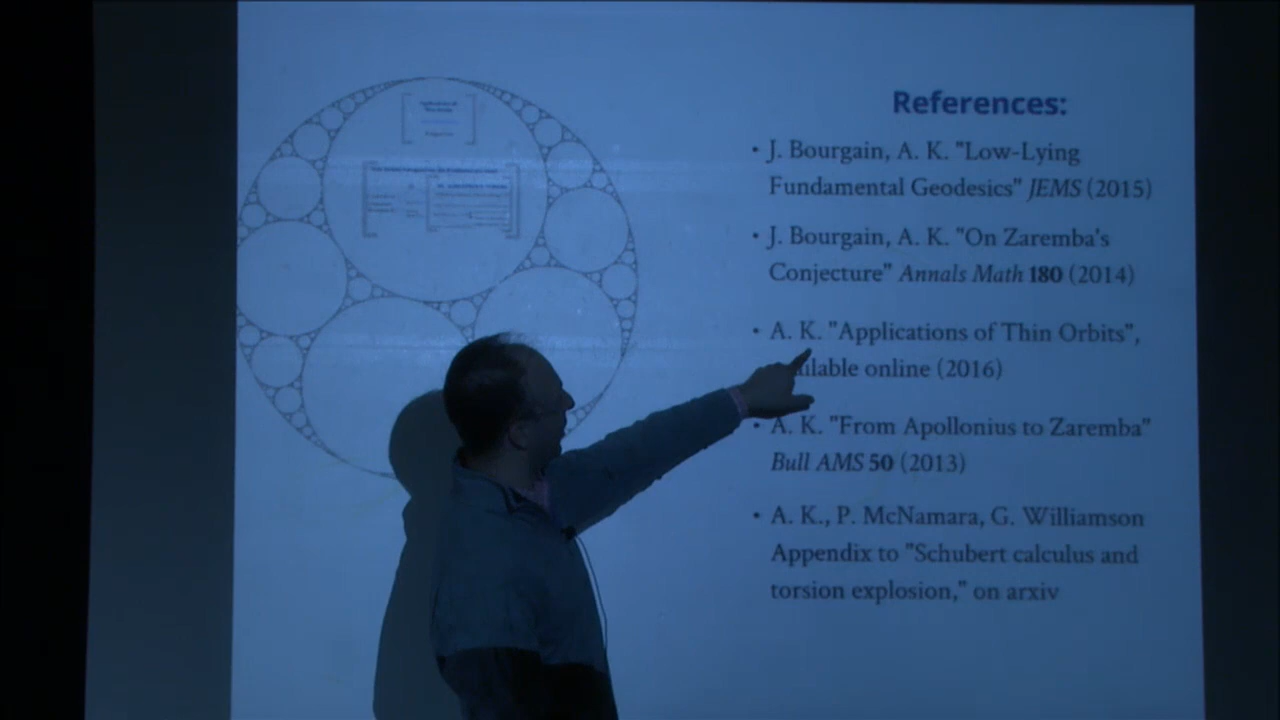 References:
• J. Bourgain, A. K. "Low-Lying
Fundamental Geodesics" JEMS (2015)
• J. Bourgain, A. K. "On Zaremba's
Conjecture" Annals Math 180 (2014)
• A. K. "Applications of Thin Orbits",
ilable online (2016)
• A. K. "From Apollonius to Zaremba"
Bull AMS 50 (2013)
• A. K., P. McNamara, G. Williamson
Appendix to "Schubert calculus and
torsion explosion," on arxiv